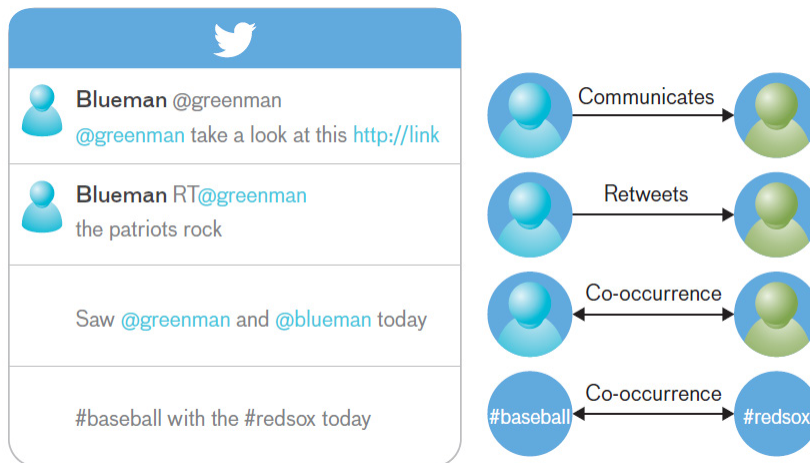 Blueman @greenman
@greenman take a look at this http://link
Communicates
Blueman RT@greenman
the patriots rock
Retweets
Saw @greenman and @blueman today
Co-occurrence
#baseball with the #redsox today
Co-occurrence
#baseball
#redsox